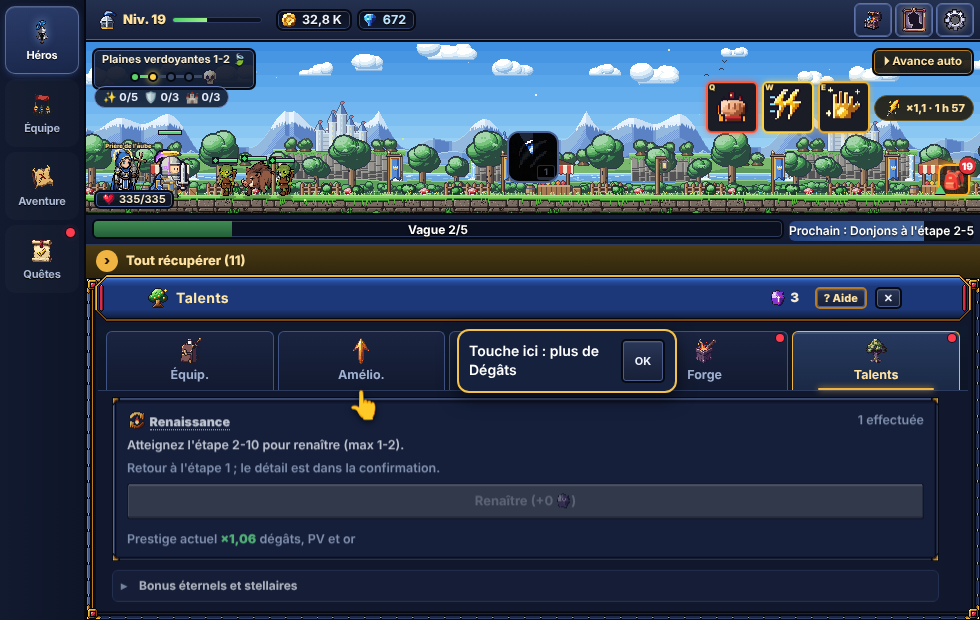 Héros
Équipe
Aventure
Quêtes
Niv. 19
32,8 K
672
Plaines verdoyantes 1-2
0/5
0/3
0/3
Avance auto
Q
W
E
×1,1 · 1 h 57
Prière de l'aube
1
19
335/335
Vague 2/5
Prochain : Donjons à l'étape 2-5
Tout récupérer (11)
Talents
3
? Aide
×
Équip.
Amélio.
Touche ici : plus de
Dégâts
OK
Forge
Talents
Renaissance
1 effectuée
Atteignez l'étape 2-10 pour renaître (max 1-2).
Retour à l'étape 1 ; le détail est dans la confirmation.
Renaître (+0 )
Prestige actuel ×1,06 dégâts, PV et or
Bonus éternels et stellaires